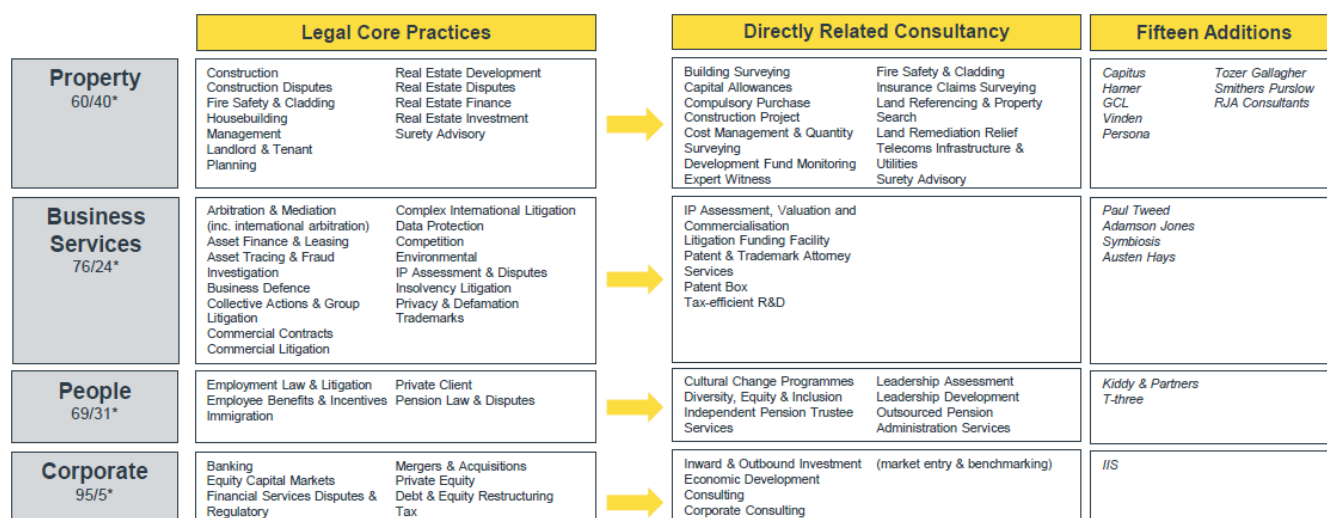 Legal Core Practices
Directly Related Consultancy
Fifteen Additions
Property
60/40*
Construction
Construction Disputes
Fire Safety & Cladding
Housebuilding
Management
Landlord & Tenant
Planning
Real Estate Development
Real Estate Disputes
Real Estate Finance
Real Estate Investment
Surety Advisory
Building Surveying
Capital Allowances
Compulsory Purchase
Construction Project
Cost Management & Quantity
Surveying
Development Fund Monitoring
Expert Witness
Fire Safety & Cladding
Insurance Claims Surveying
Land Referencing & Property
Search
Land Remediation Relief
Telecoms Infrastructure &
Utilities
Surety Advisory
Capitus
Hamer
GCL
Vinden
Persona
Tozer Gallagher
Smithers Purslow
RJA Consultants
Business
Services
76/24*
Arbitration & Mediation
(inc. international arbitration)
Asset Finance & Leasing
Asset Tracing & Fraud
Investigation
Business Defence
Collective Actions & Group
Litigation
Commercial Contracts
Commercial Litigation
Complex International Litigation
Data Protection
Competition
Environmental
IP Assessment & Disputes
Insolvency Litigation
Privacy & Defamation
Trademarks
IP Assessment, Valuation and
Commercialisation
Litigation Funding Facility
Patent & Trademark Attorney
Services
Patent Box
Tax-efficient R&D
Paul Tweed
Adamson Jones
Symbiosis
Austen Hays
People
69/31*
Employment Law & Litigation
Employee Benefits & Incentives
Immigration
Private Client
Pension Law & Disputes
Cultural Change Programmes
Diversity, Equity & Inclusion
Independent Pension Trustee
Services
Leadership Assessment
Leadership Development
Outsourced Pension
Administration Services
Kiddy & Partners
T-three
Corporate
95/5*
Banking
Equity Capital Markets
Financial Services Disputes &
Regulatory
Mergers & Acquisitions
Private Equity
Debt & Equity Restructuring
Tax
Inward & Outbound Investment
Economic Development
Consulting
Corporate Consulting
(market entry & benchmarking)
IIS